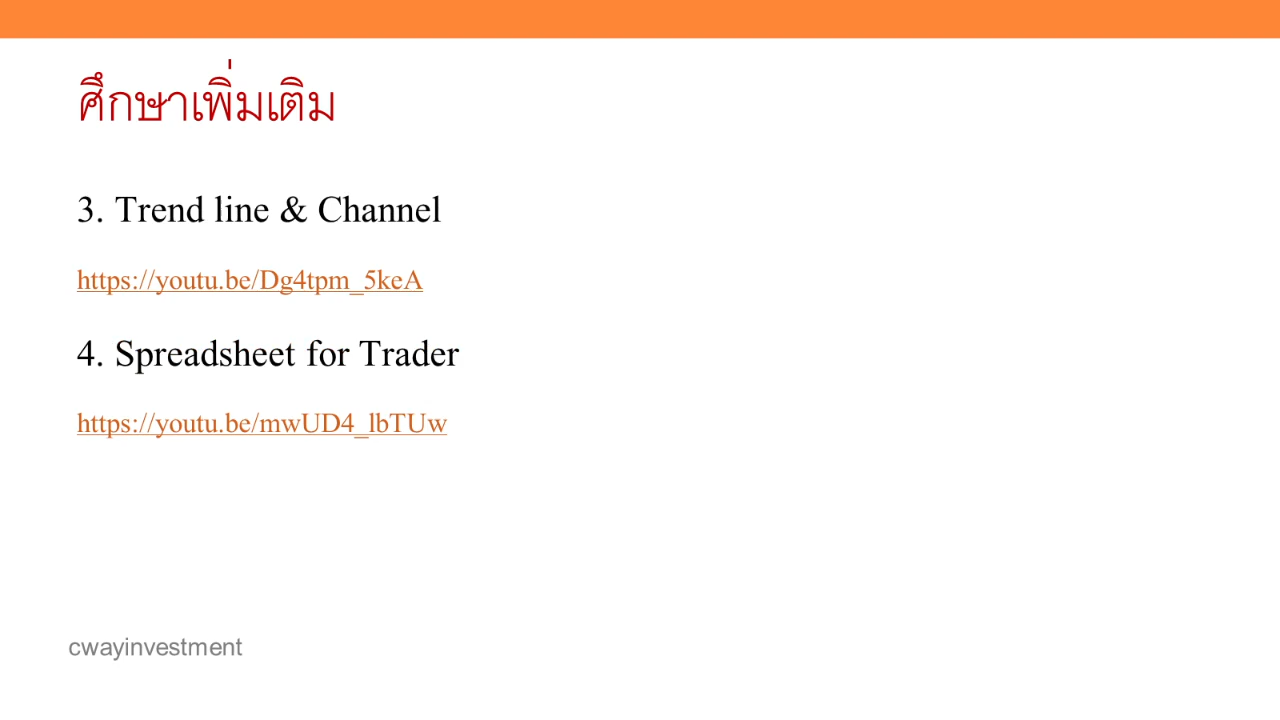 ศึกษาเพิ่มเติม
3. Trend line & Channel
https://youtu.be/Dg4tpm_5keA
4. Spreadsheet for Trader
https://youtu.be/mwUD4_lbTUw
cwayinvestment